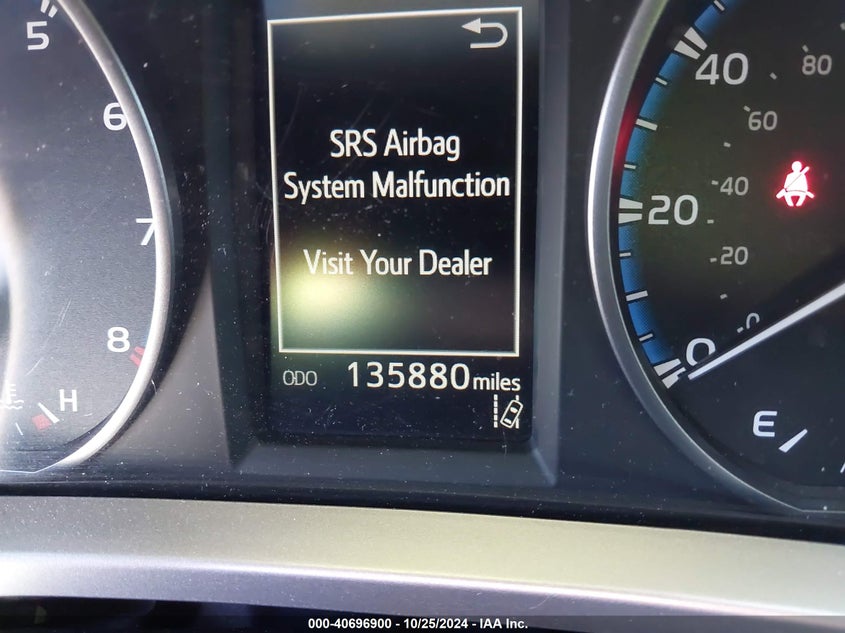 5
6
7
8
H
SRS Airbag
System Malfunction
Visit Your Dealer
ODO 135880 miles
40
80
60
40
20
20
0
0
E
000-40696900 - 10/25/2024 - IAA Inc.